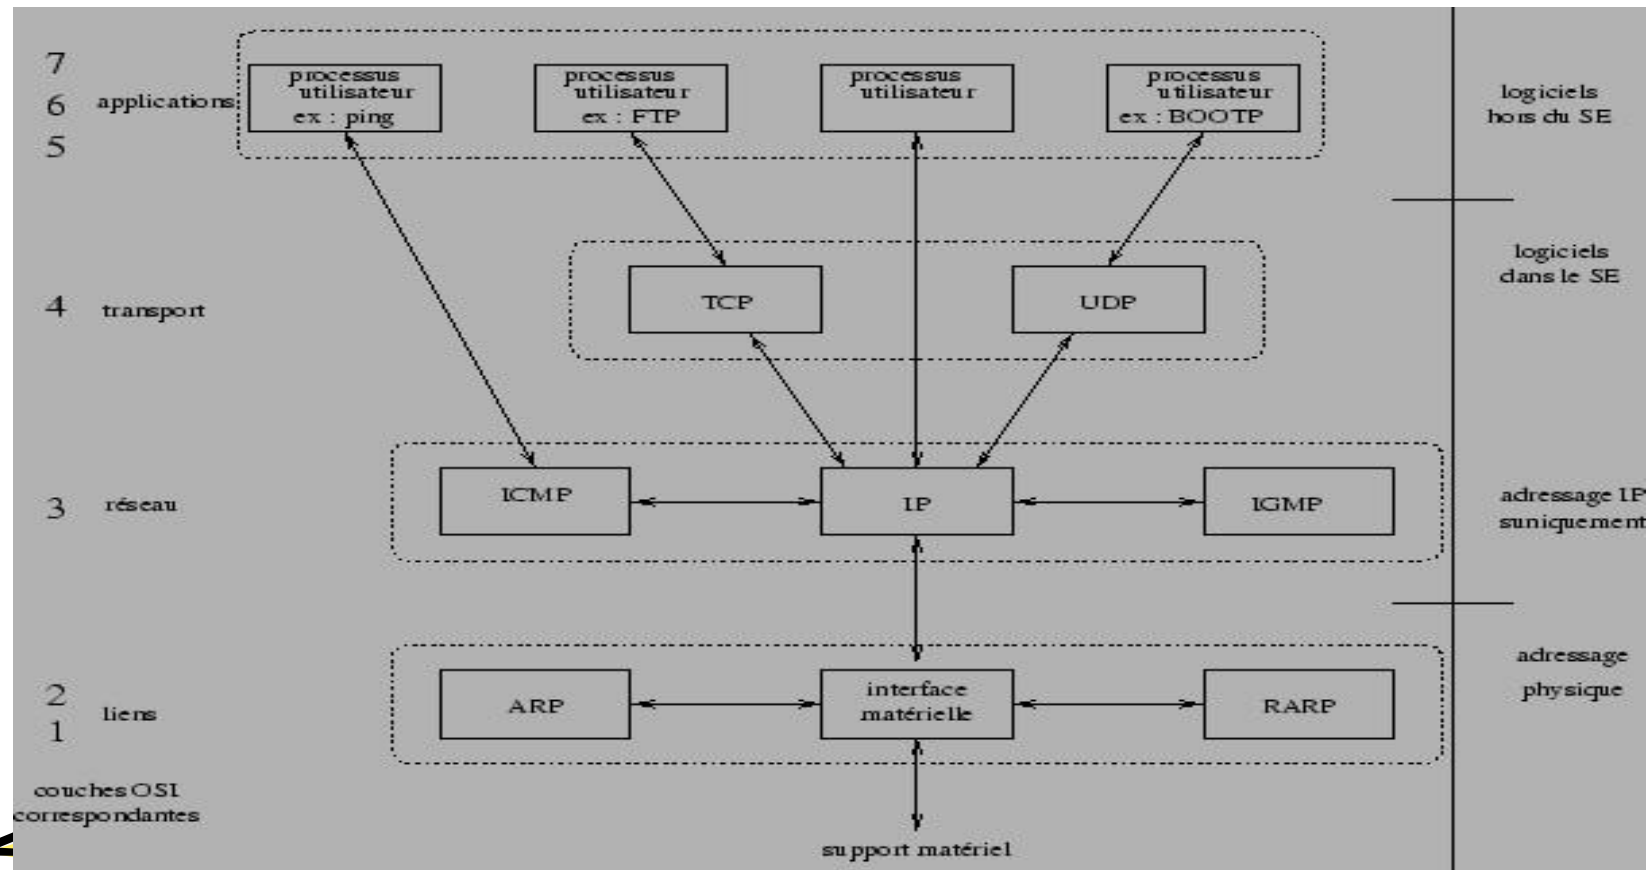 7
6
5
applications
processus
utilisateur
ex : ping
processus
utilisateur
ex : FTP
processus
utilisateur
processus
utilisateur
ex : BOOTP
logiciels
hors du SE
4
transport
TCP
UDP
logiciels
dans le SE
3
réseau
ICMP
IP
IGMP
adressage IP
suniquement
2
1
liens
ARP
interface
matérielle
RARP
adressage
physique
couches OSI
correspondantes
support matériel